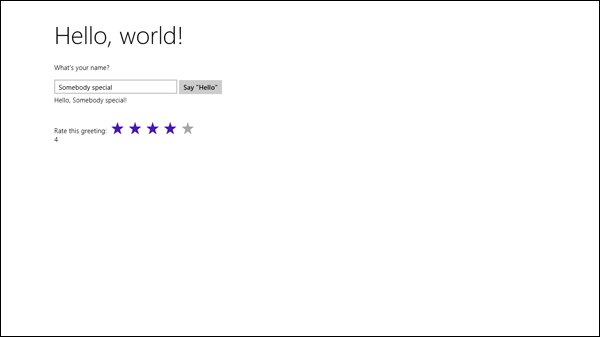 Hello, world!
What's your name?
Somebody special Say "Hello"
Hello, Somebody special!
Rate this greeting:
4